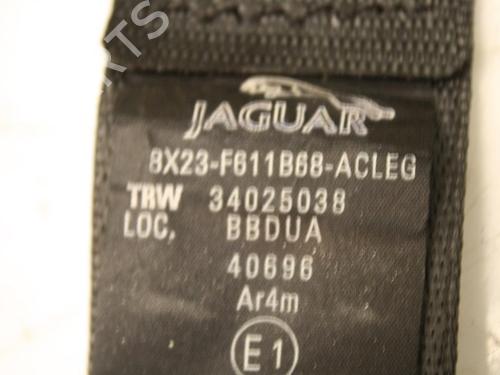 JAGUAR
8X23-F611B68-ACLEG
TRW 34025038
LOC. BBDUA
40696
Ar4m
E1